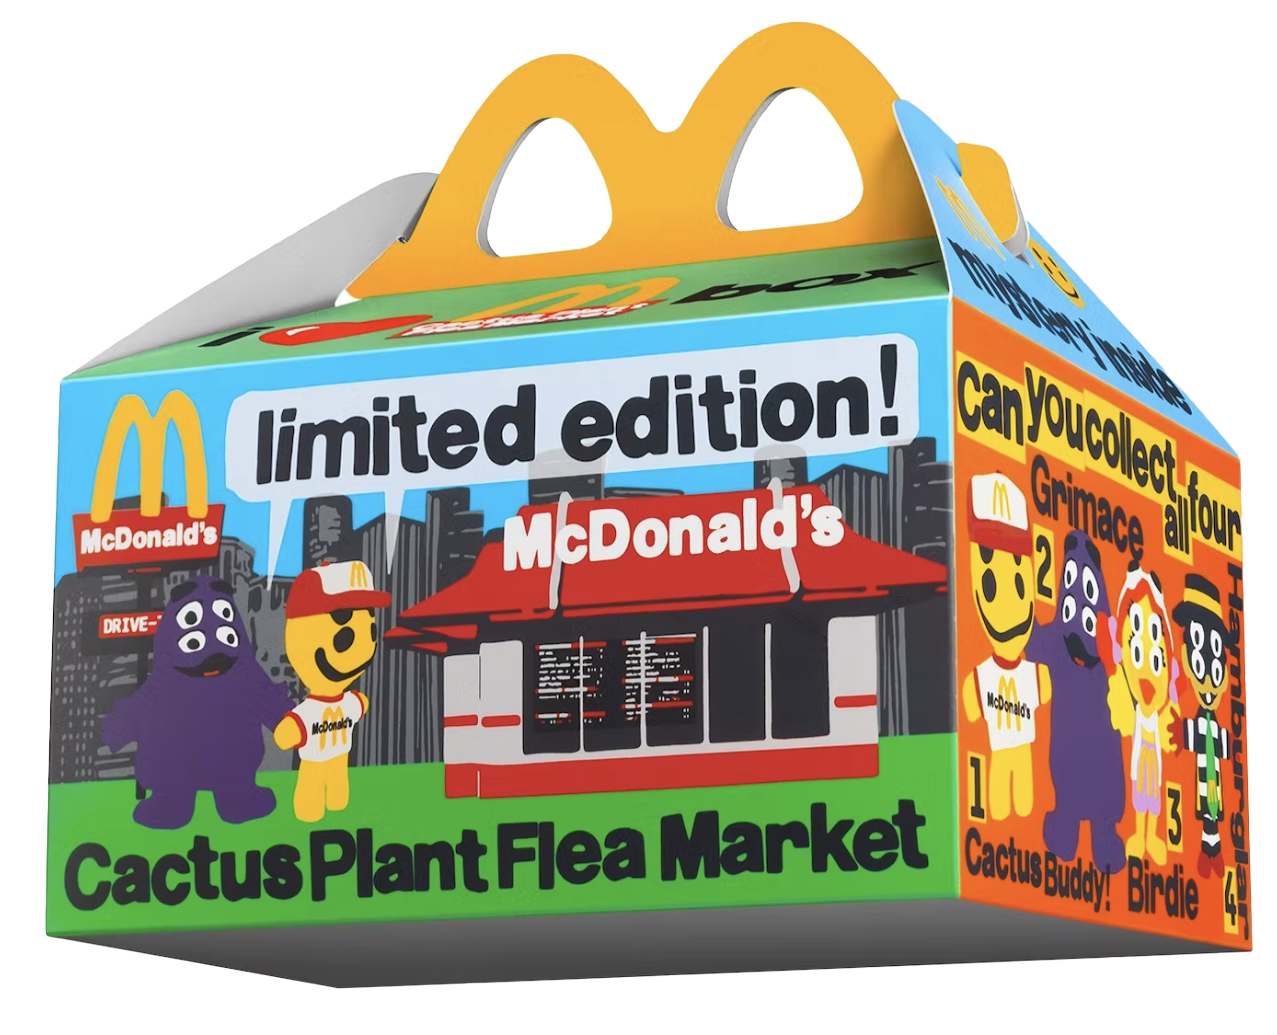 i box
limited edition!
McDonald's
McDonald's
DRIVE-
McDonald's
Cactus Plant Flea Market
mystery inside
can you collect
all four
Grimace
2
McDonald's
Hamburglar
1
3
Cactus Buddy!
Birdie
4